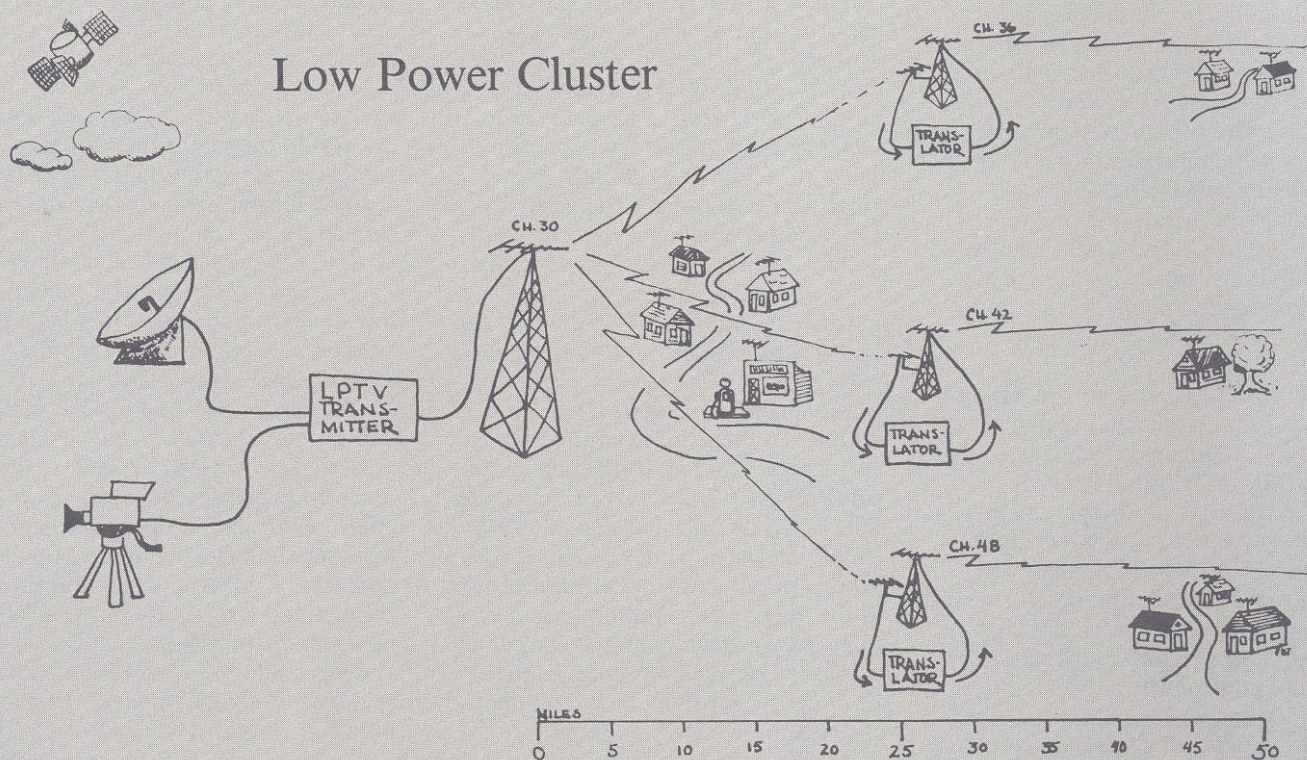 Low Power Cluster
CH. 36
TRANS-
LATOR
CH. 30
LPTV
TRANS-
MITTER
CH. 42
TRANS-
LATOR
CH. 48
TRANS-
LATOR
MILES
0 5 10 15 20 25 30 35 40 45 50